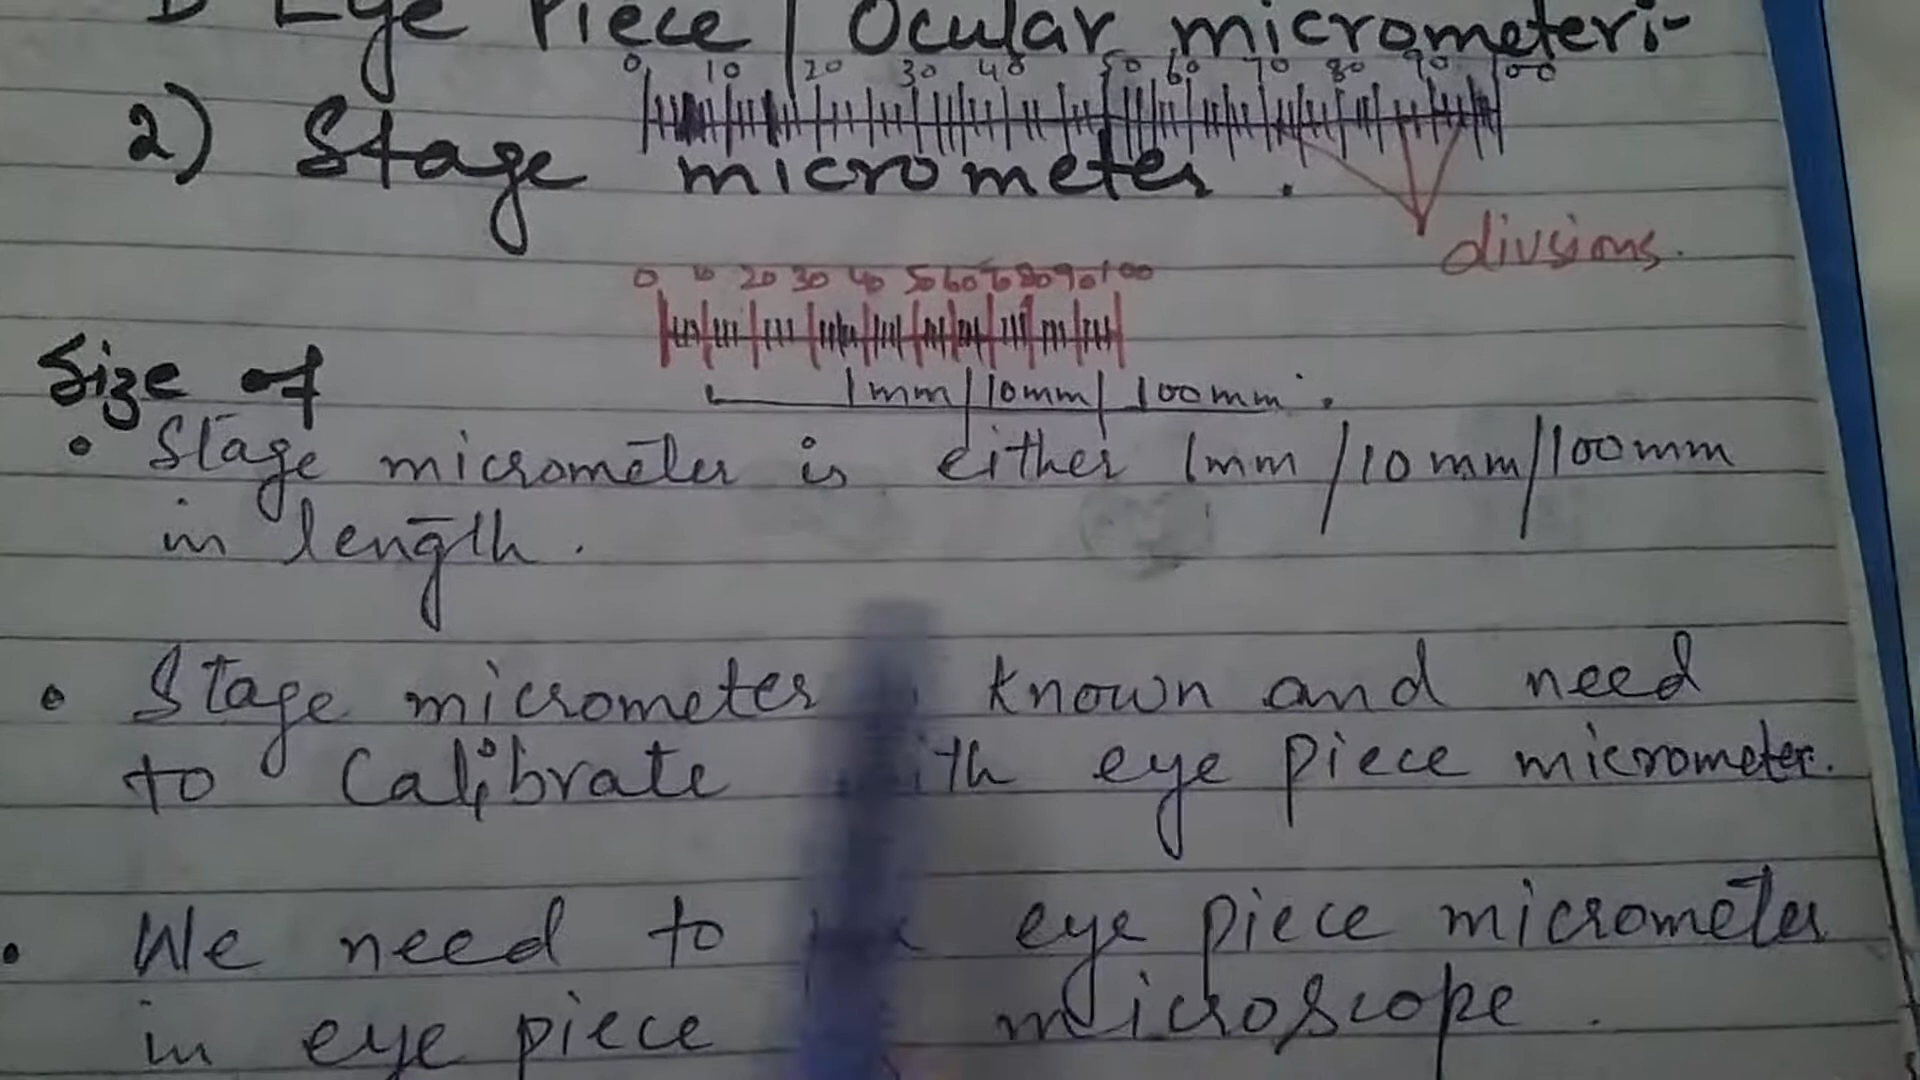 Eye Piece / Ocular micrometer:-
0 10 20 30 40 50 60 70 80 90 100
2) Stage micrometer.
divsions.
0 10 20 30 40 50 60 70 80 90 100
1mm/10mm/100mm.
Size of
• Stage micrometer is either 1mm/10mm/100mm
in length.
• Stage micrometer known and need
to Calibrate with eye piece micrometer.
• We need to eye piece micrometer
in eye piece microscope.